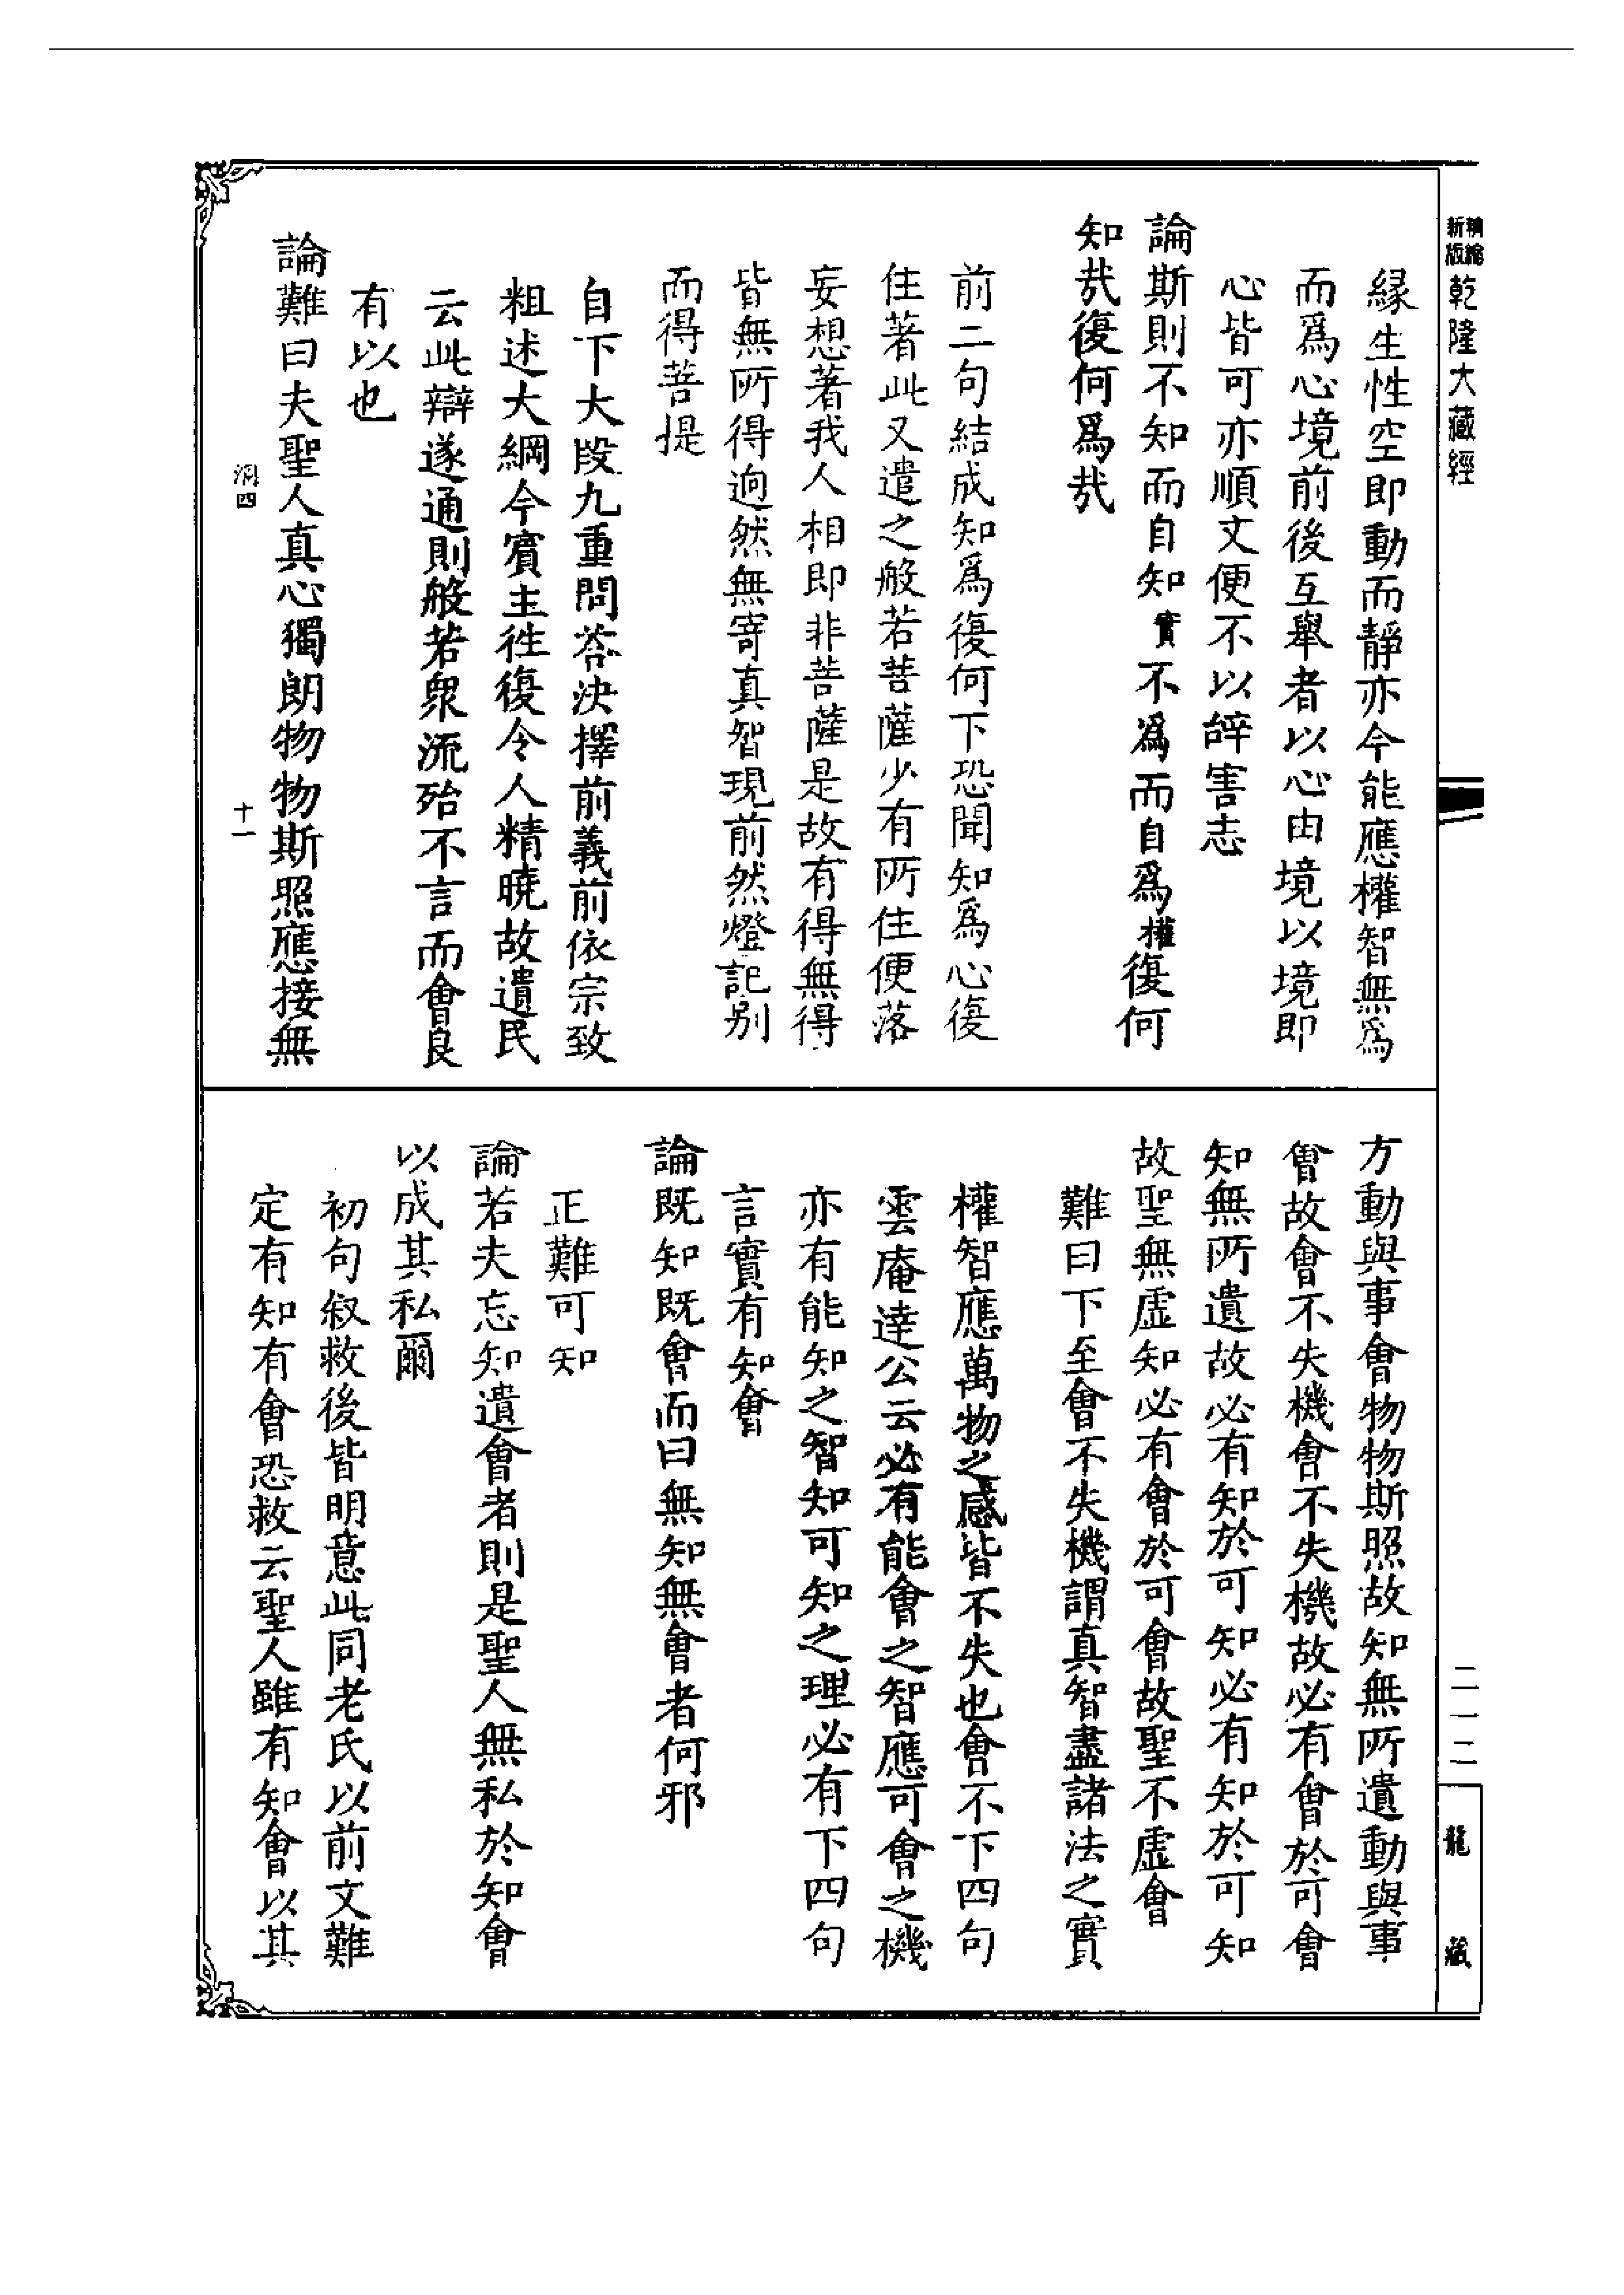 新版精縮
乾隆大藏經
緣生性空即動而靜亦今能應權智無爲
而爲心境前後互舉者以心由境以境即
心皆可亦順文便不以辝害志
論斯則不知而自知實不爲而自爲權復何
知㢤復何爲㢤
前二句結成知爲復何下恐聞知爲心復
住著此又遣之般若菩薩少有所住便落
妄想著我人相即非菩薩是故有得無得
皆無所得逈然無寄真智現前然燈記别
而得菩提
自下大段九重問荅決擇前義前依宗致
粗述大綱今賓主徃復令人精曉故遺民
云此辯遂通則般若衆流殆不言而會良
有以也
論難曰夫聖人真心獨朗物物斯照應接無
洞四
十一
方動與事會物物斯照故知無所遺動與事
會故會不失機會不失機故必有會於可會
知無所遺故必有知於可知必有知於可知
故聖無虛知必有會於可會故聖不虛會
難曰下至會不失機謂真智盡諸法之實
權智應萬物之感皆不失也會不下四句
雲庵達公云必有能會之智應可會之機
亦有能知之智知可知之理必有下四句
言實有知會
論既知既會而曰無知無會者何邪
正難可知
論若夫忘知遺會者則是聖人無私於知會
以成其私爾
初句叙救後皆明意此同老氏以前文難
定有知有會恐救云聖人雖有知會以其
二一二
龍藏